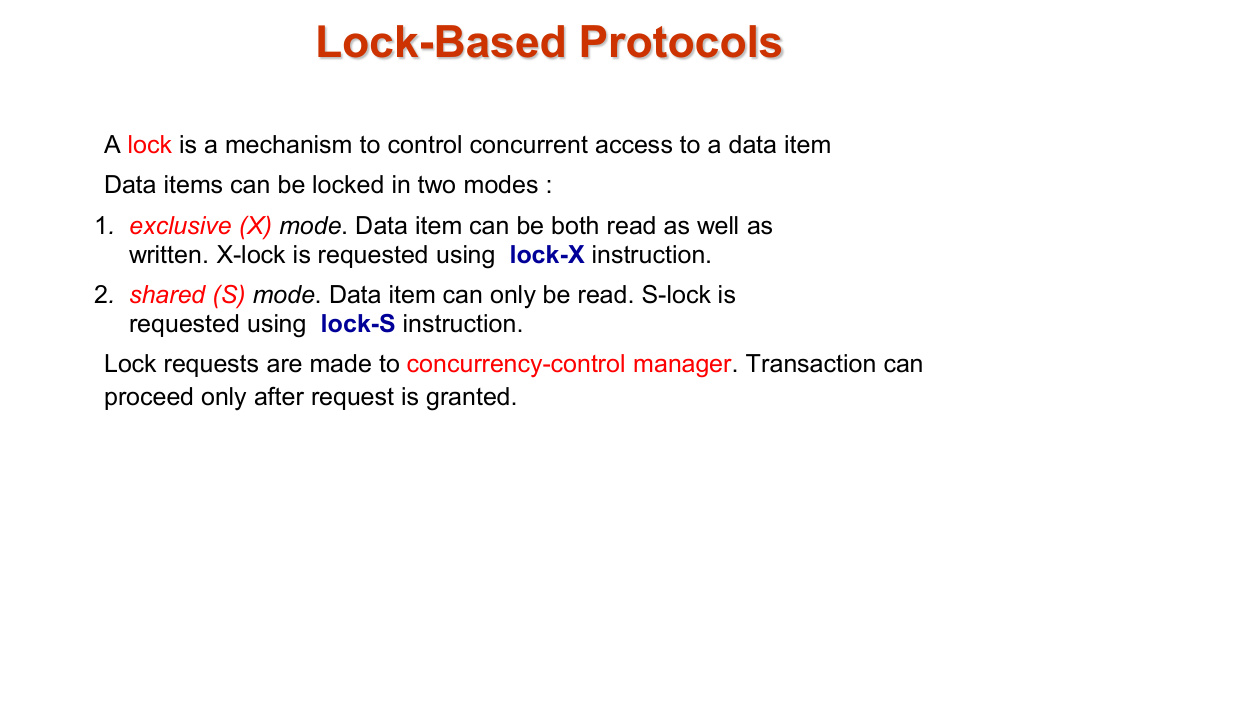 Lock-Based Protocols
A lock is a mechanism to control concurrent access to a data item
Data items can be locked in two modes :
1. exclusive (X) mode. Data item can be both read as well as
written. X-lock is requested using lock-X instruction.
2. shared (S) mode. Data item can only be read. S-lock is
requested using lock-S instruction.
Lock requests are made to concurrency-control manager. Transaction can
proceed only after request is granted.